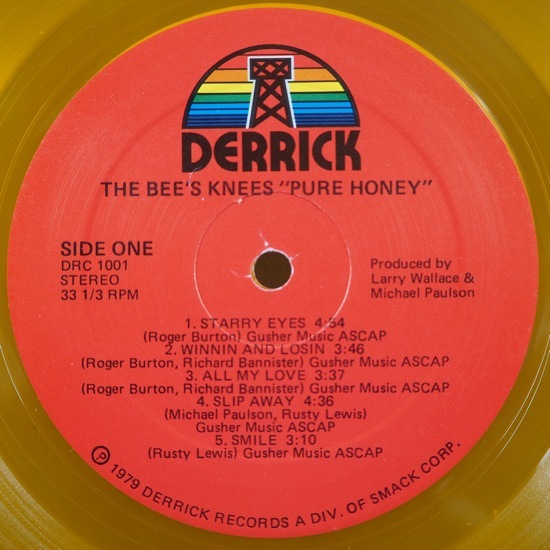 DERRICK
THE BEE'S KNEES "PURE HONEY"
SIDE ONE
DRC 1001
STEREO
33 1/3 RPM
Produced by
Larry Wallace &
Michael Paulson
1. STARRY EYES 4:54
(Roger Burton) Gusher Music ASCAP
2. WINNIN AND LOSIN 3:46
(Roger Burton, Richard Bannister) Gusher Music ASCAP
3. ALL MY LOVE 3:37
(Roger Burton, Richard Bannister) Gusher Music ASCAP
4. SLIP AWAY 4:36
(Michael Paulson, Rusty Lewis)
Gusher Music ASCAP
5. SMILE 3:10
(Rusty Lewis) Gusher Music ASCAP
Ⓟ 1979 DERRICK RECORDS A DIV. OF SMACK CORP.